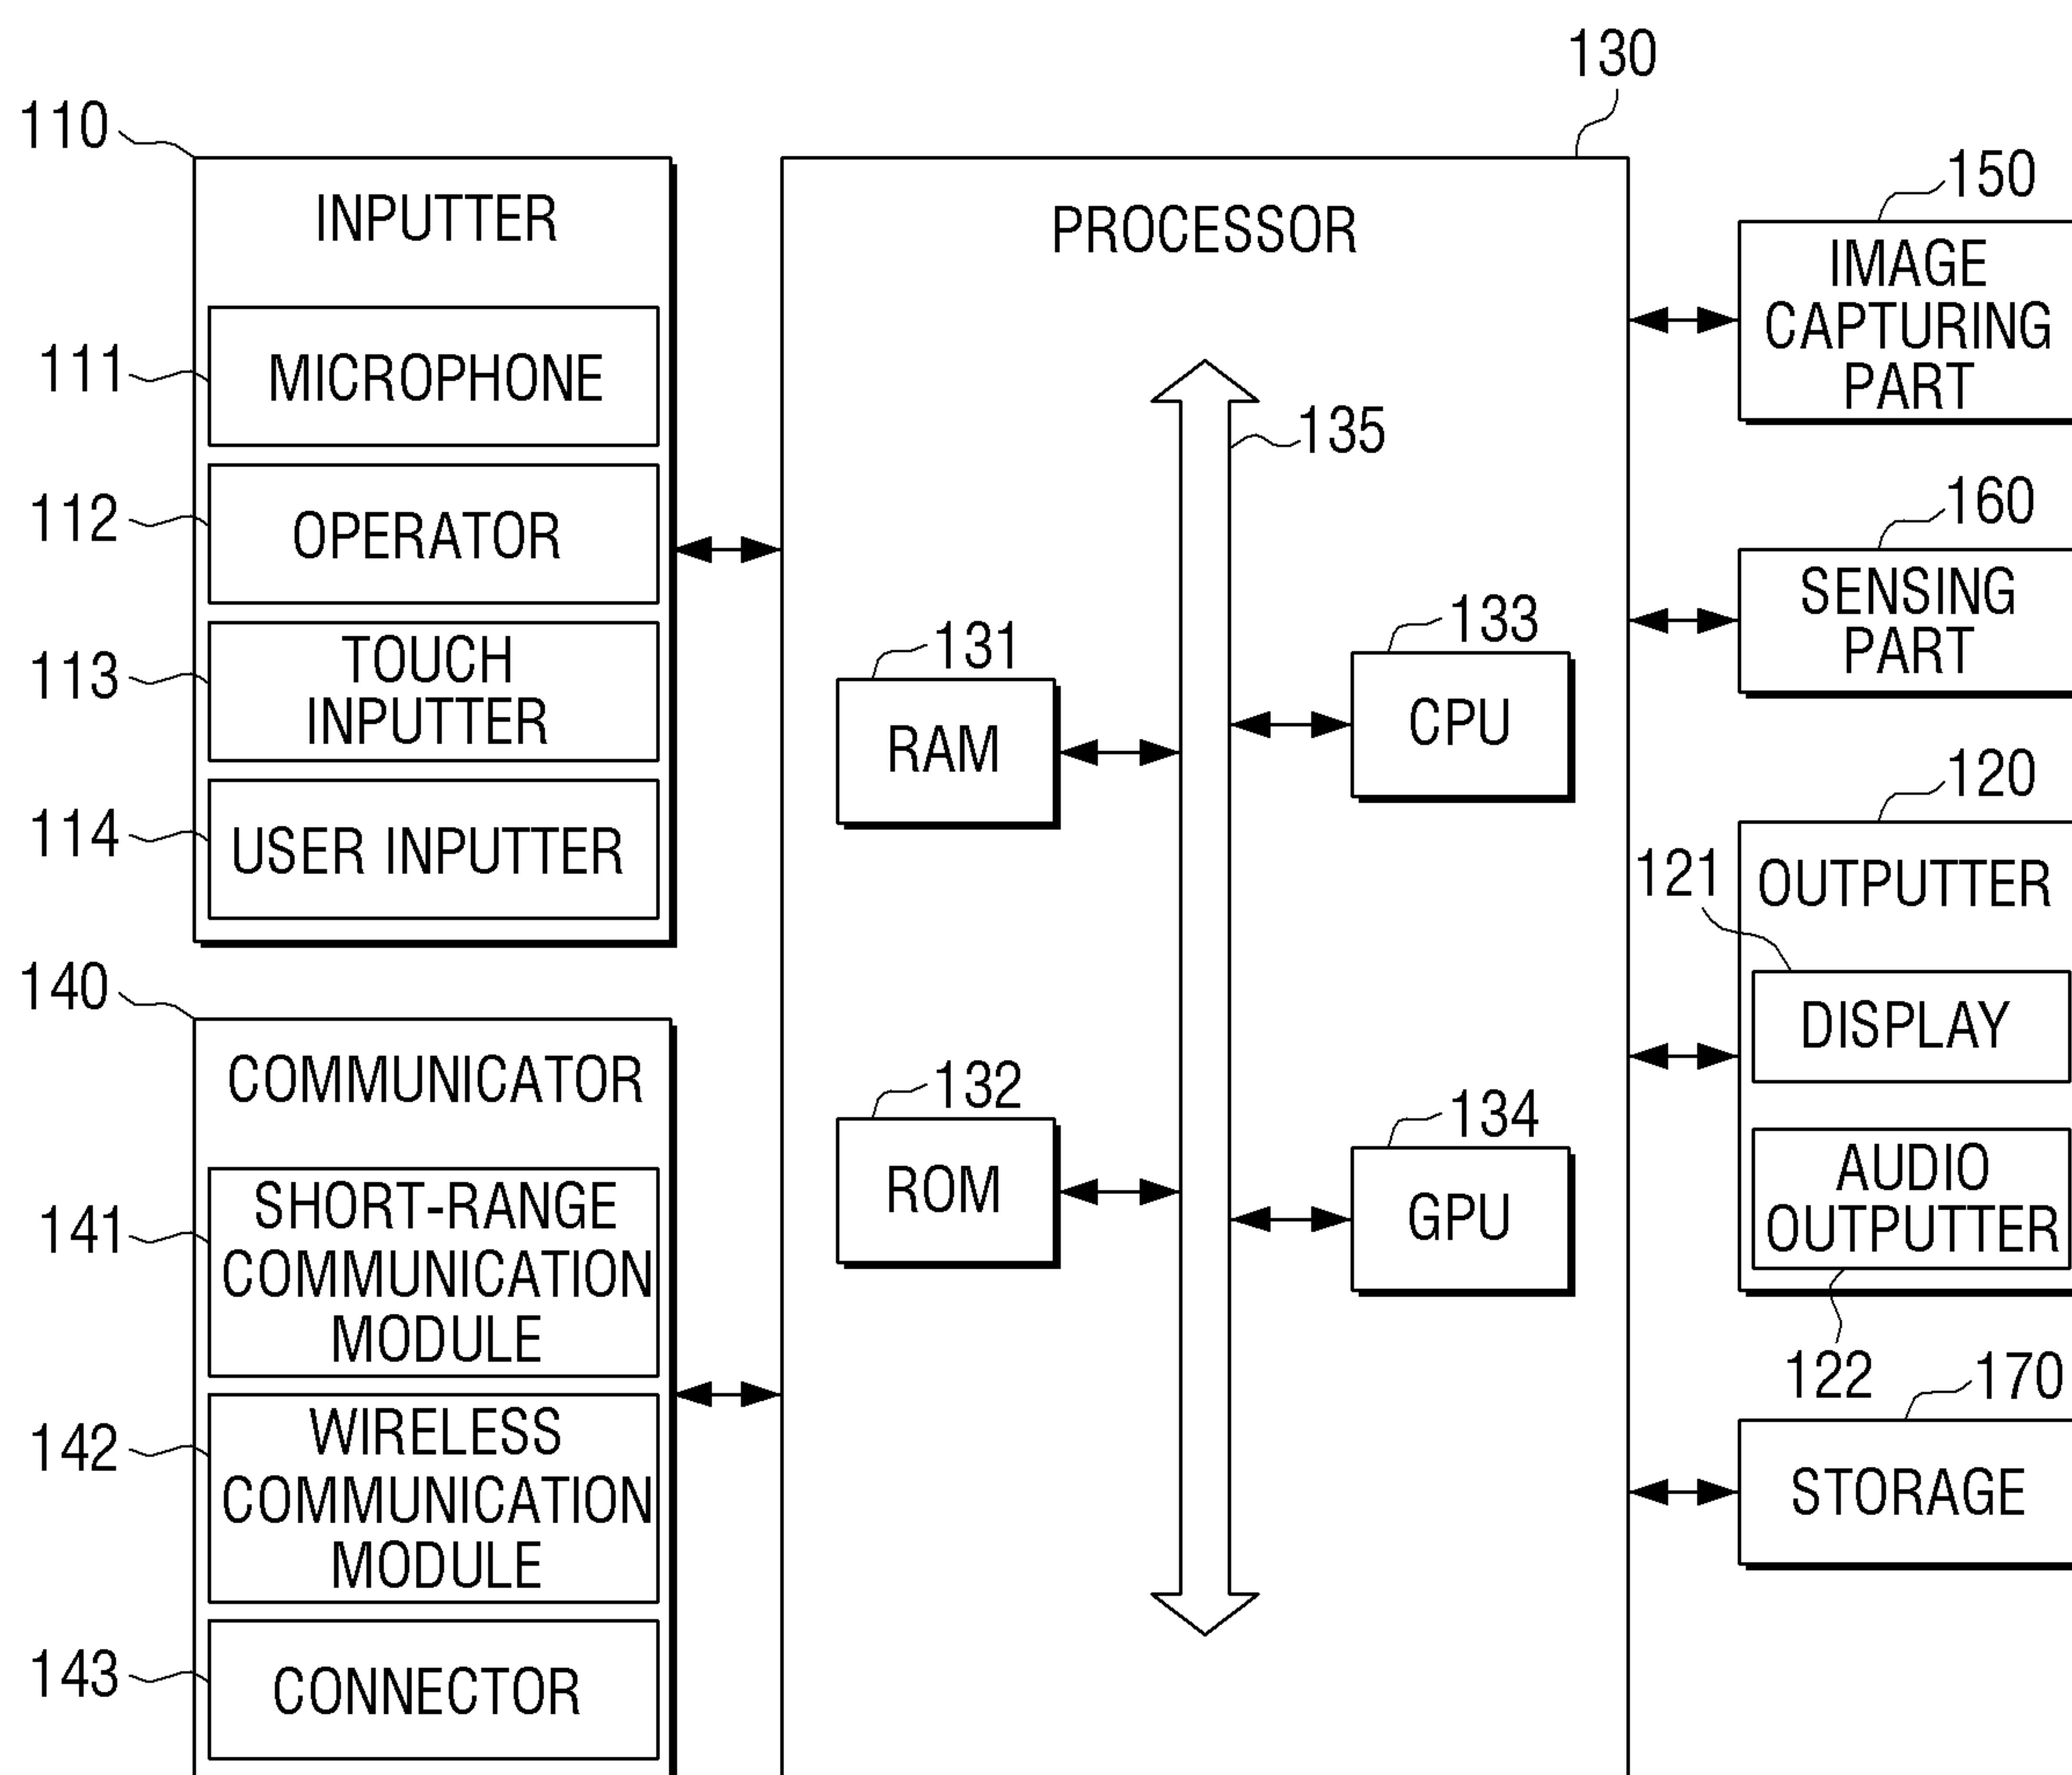 130
110
INPUTTER
111
MICROPHONE
112
OPERATOR
113
TOUCH
INPUTTER
114
USER INPUTTER
140
COMMUNICATOR
141
SHORT-RANGE
COMMUNICATION
MODULE
142
WIRELESS
COMMUNICATION
MODULE
143
CONNECTOR
PROCESSOR
135
131
RAM
133
CPU
132
ROM
134
GPU
150
IMAGE
CAPTURING
PART
160
SENSING
PART
120
121
OUTPUTTER
DISPLAY
AUDIO
OUTPUTTER
122
170
STORAGE